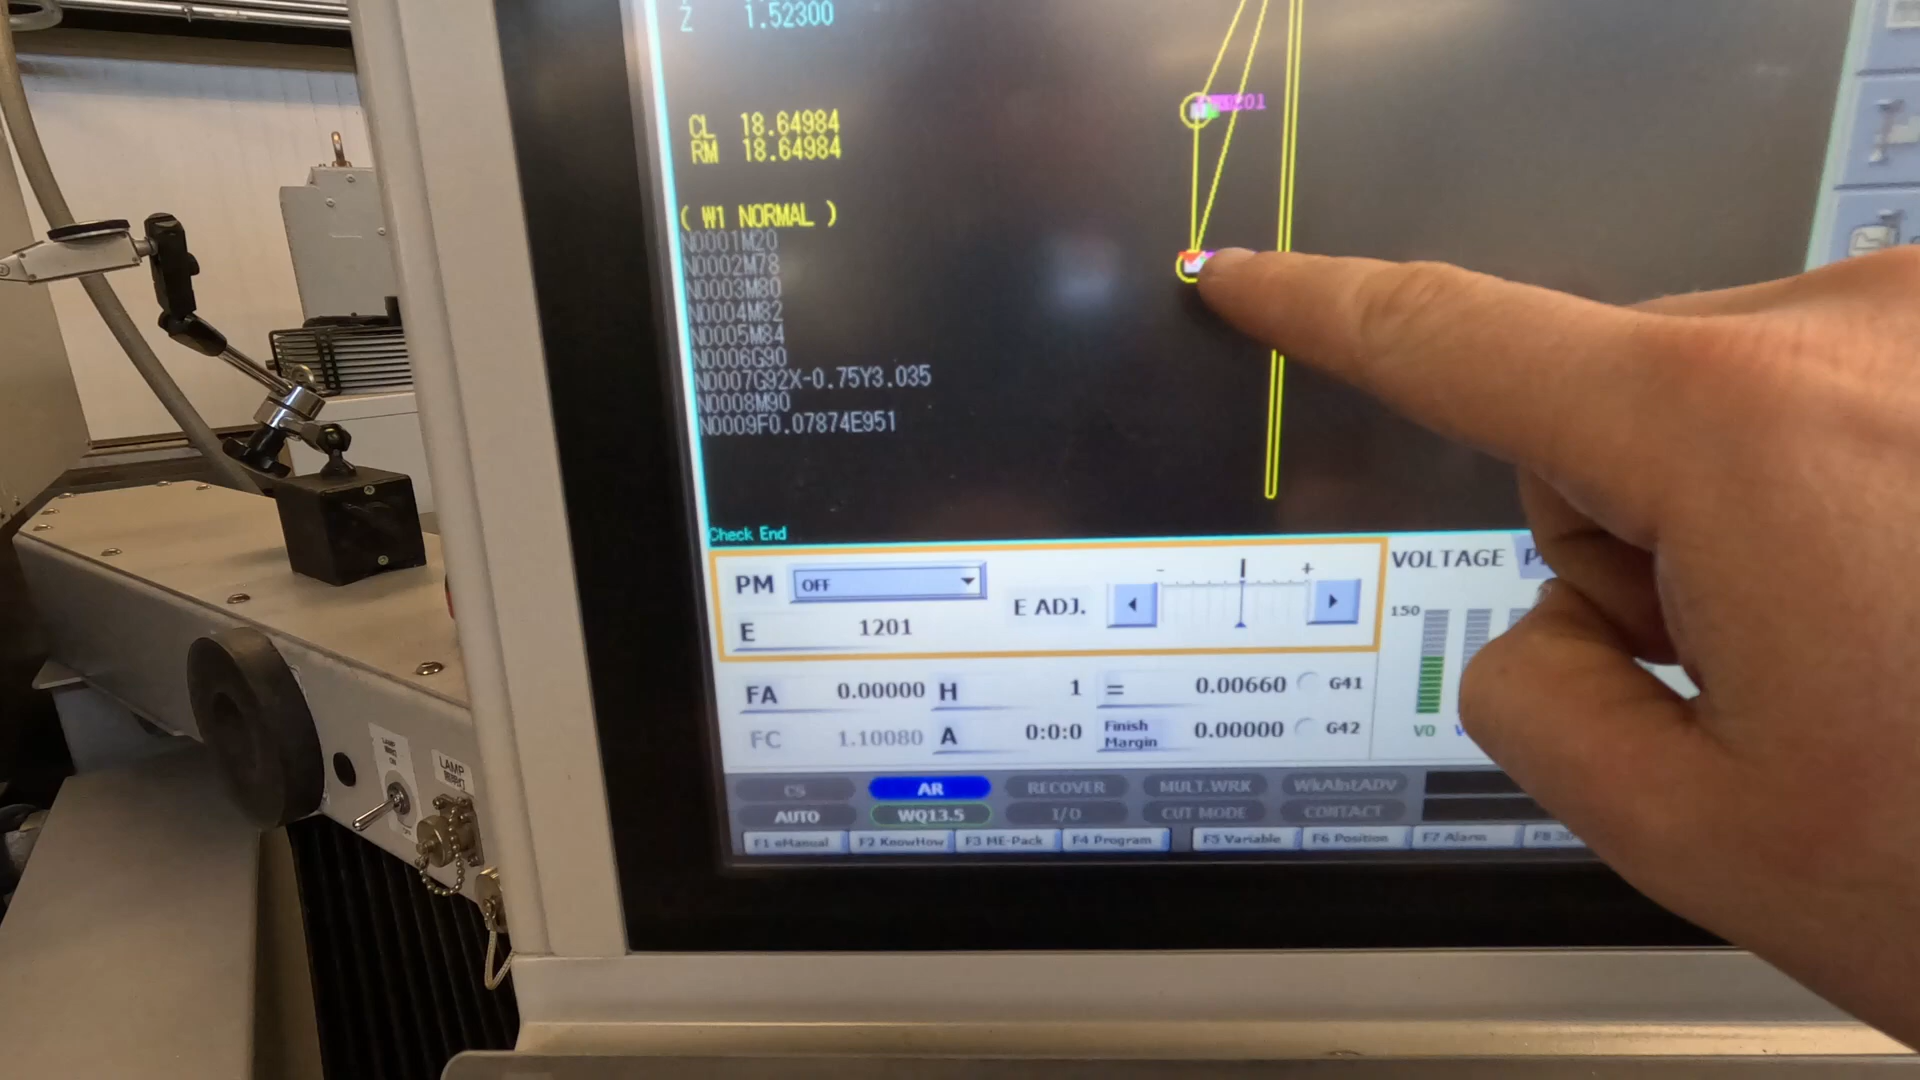 Z 1.52300
CL 18.64984
RM 18.64984
( W1 NORMAL )
N0001M20
N0002M78
N0003M80
N0004M82
N0005M84
N0006G90
N0007G92X-0.75Y3.035
N0008M90
N0009F0.07874E951
Check End
PM OFF
E 1201
E ADJ. - +
FA 0.00000 H 1 = 0.00660 G41
FC 1.10080 A 0:0:0 Finish Margin 0.00000 G42
VOLTAGE
150
V0
CS AR RECOVER MULT.WRK WkAlntADV
AUTO WQ13.5 I/O CUT MODE CONTACT
F1 eManual F2 KnowHow F3 ME-Pack F4 Program F5 Variable F6 Position F7 Alarm F8
LAMP